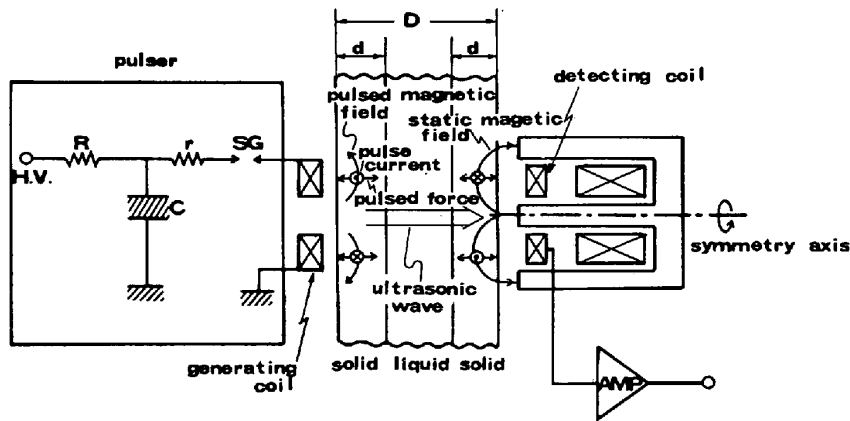 D
d
d
pulser
detecting coil
pulsed magnetic
field
static magetic
field
R
r
SG
H.V.
C
pulse
current
pulsed force
symmetry axis
ultrasonic
wave
generating
coil
solid
liquid
solid
AMP